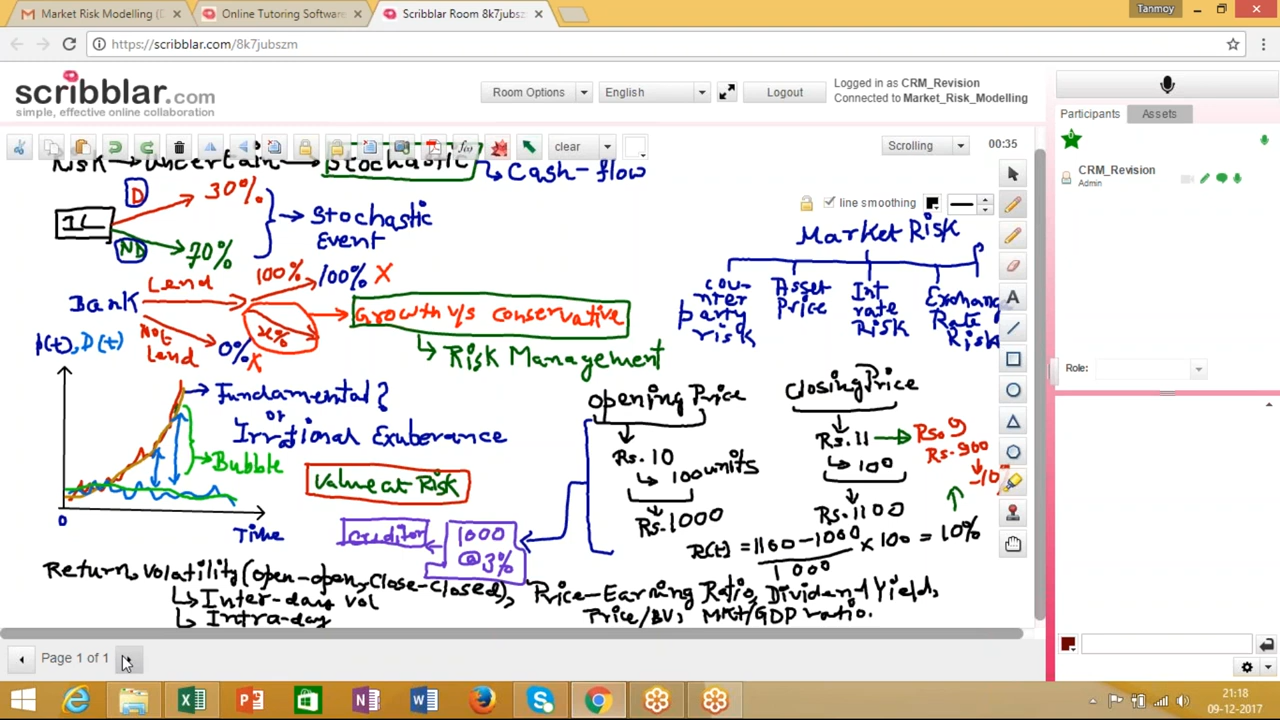 Market Risk Modelling (D
Online Tutoring Software
Scribblar Room 8k7jubsz
Tanmoy
https://scribblar.com/8k7jubszm
scribblar.com
simple, effective online collaboration
Room Options
English
Logout
Logged in as CRM_Revision
Connected to Market_Risk_Modelling
clear
Scrolling
00:35
line smoothing
Participants
Assets
CRM_Revision
Admin
Role:
Risk → Uncertain → Stochastic
↳ Cash-flow
D
30%
IL
ND
70%
→ Stochastic
Event
Bank
Lend
100%
100% X
x%
Not
Lend
0% X
Growth v/s Conservative
↳ Risk Management
Market Risk
Cou-
nter
party
risk
Asset
Price
Int
rate
Risk
Exchang
Rate
Risk
P(t), D(t)
Fundamental?
or
Irrational Exuberance
Bubble
Value at Risk
0
Time
Opening Price
Rs. 10
↳ 100 units
Rs. 1000
Closing Price
Rs. 11
↳ 100
Rs. 1100
Rs. 9
Rs. 900
-10
Creditor
1000
@3%
R(t) = 1100-1000 / 1000 x 100 = 10%
Return, Volatility (open-open, Close-closed),
↳ Inter-day Vol
↳ Intra-day
Price-Earning Ratio, Dividend Yield,
Price/BV, MKt/GDP ratio.
Page 1 of 1
21:18
09-12-2017